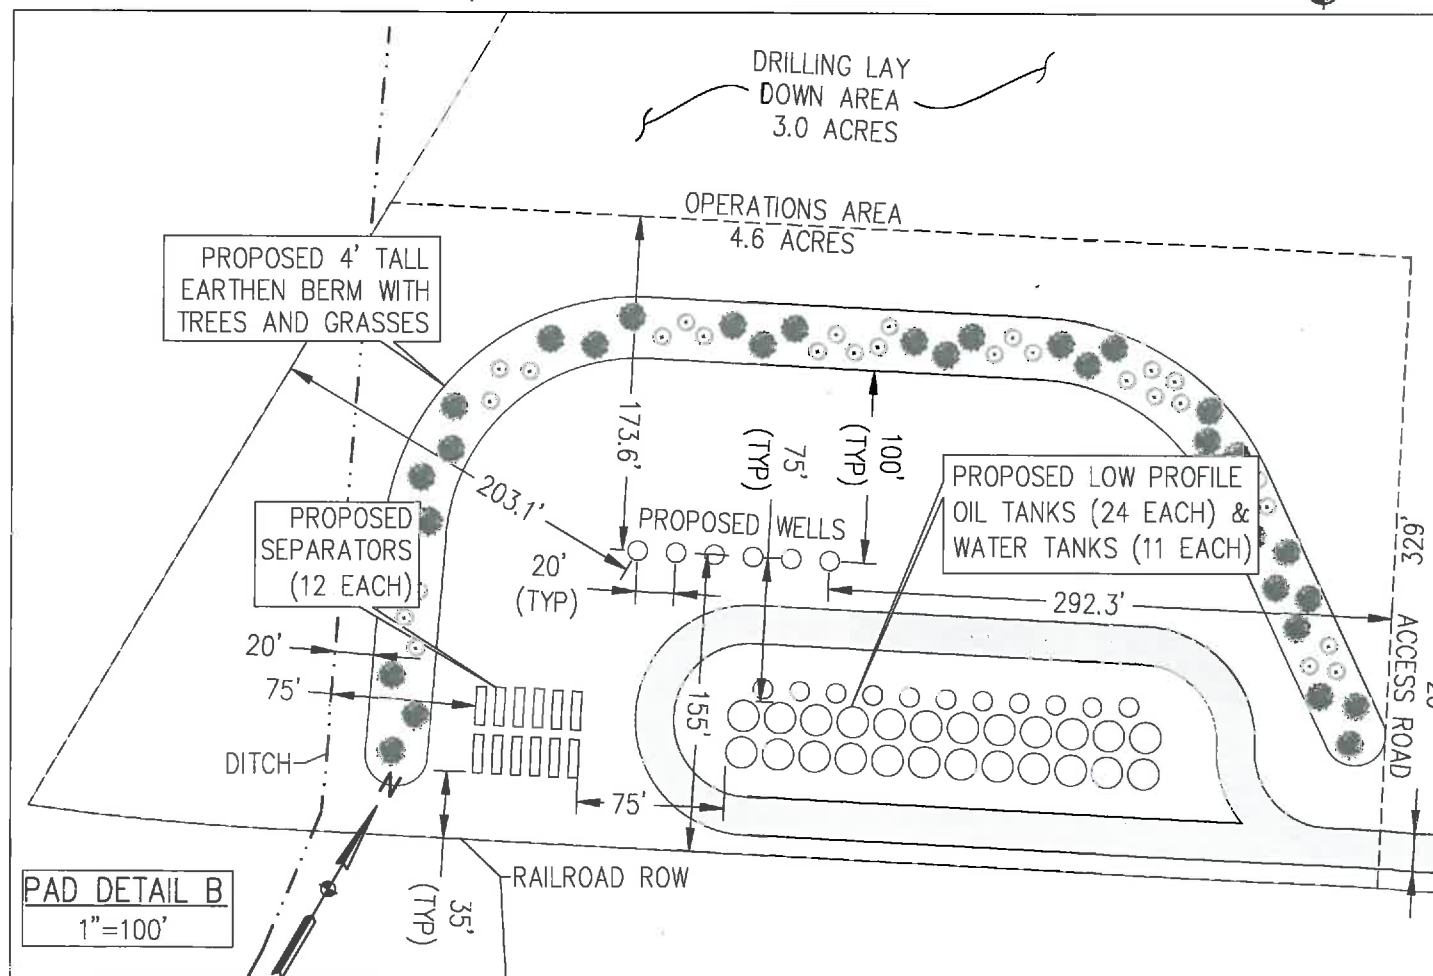 DRILLING LAY
DOWN AREA
3.0 ACRES
OPERATIONS AREA
4.6 ACRES
PROPOSED 4' TALL
EARTHEN BERM WITH
TREES AND GRASSES
173.6'
75'
(TYP)
100'
(TYP)
203.1'
PROPOSED LOW PROFILE
OIL TANKS (24 EACH) &
WATER TANKS (11 EACH)
PROPOSED
SEPARATORS
(12 EACH)
PROPOSED WELLS
329'
20'
(TYP)
292.3'
ACCESS ROAD
20'
75'
155'
DITCH
N
75'
RAILROAD ROW
35'
(TYP)
PAD DETAIL B
1"=100'